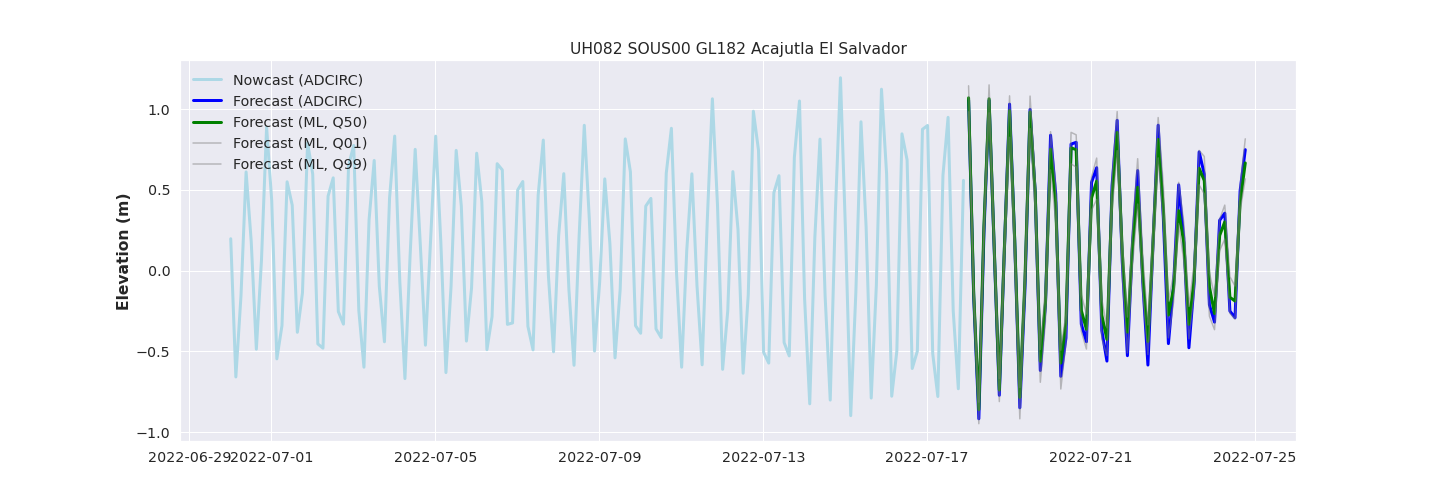 UH082 SOUS00 GL182 Acajutla El Salvador
Nowcast (ADCIRC)
Forecast (ADCIRC)
Forecast (ML, Q50)
Forecast (ML, Q01)
Forecast (ML, Q99)
Elevation (m)
1.0
0.5
0.0
−0.5
−1.0
2022-06-29 2022-07-01 2022-07-05 2022-07-09 2022-07-13 2022-07-17 2022-07-21 2022-07-25